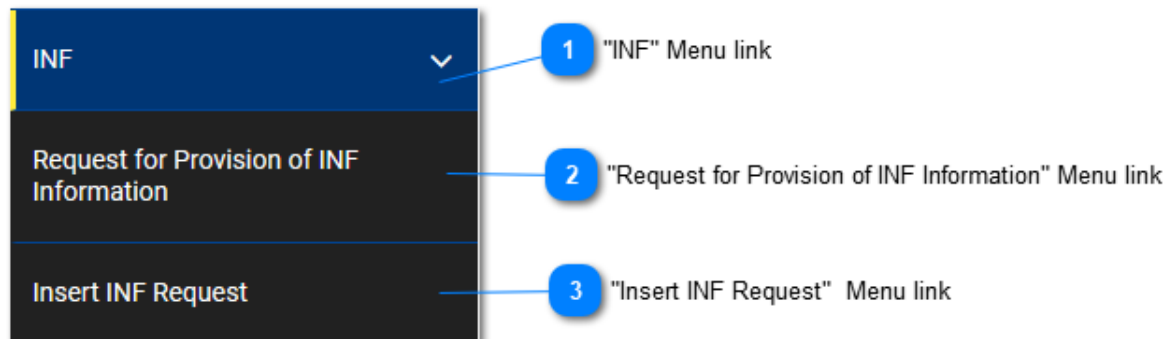 INF
1 "INF" Menu link
Request for Provision of INF
Information
2 "Request for Provision of INF Information" Menu link
Insert INF Request
3 "Insert INF Request"  Menu link